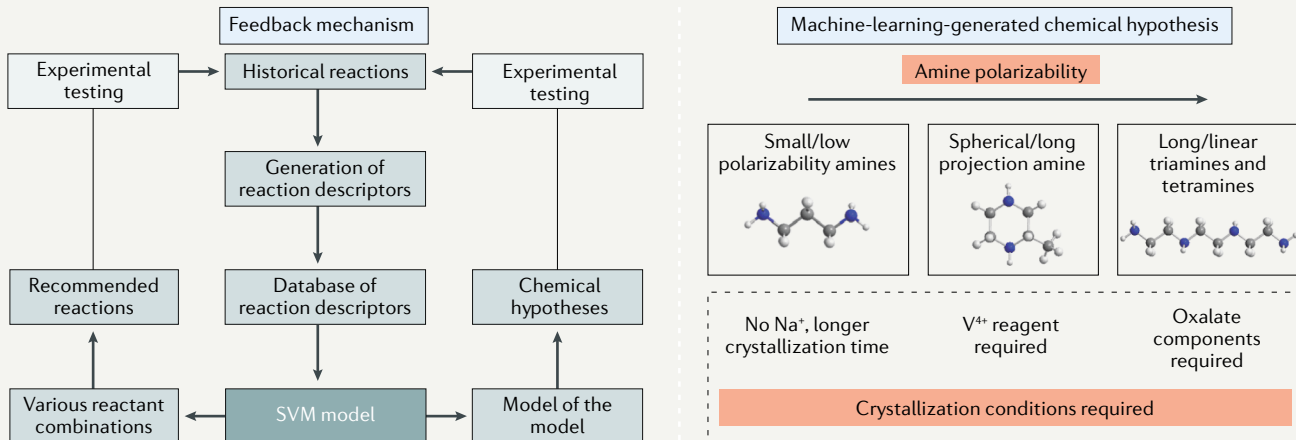 Feedback mechanism
Experimental
testing
Historical reactions
Experimental
testing
Generation of
reaction descriptors
Recommended
reactions
Database of
reaction descriptors
Chemical
hypotheses
Various reactant
combinations
SVM model
Model of the
model
Machine-learning-generated chemical hypothesis
Amine polarizability
Small/low
polarizability amines
Spherical/long
projection amine
Long/linear
triamines and
tetramines
No Na⁺, longer
crystallization time
V⁴⁺ reagent
required
Oxalate
components
required
Crystallization conditions required